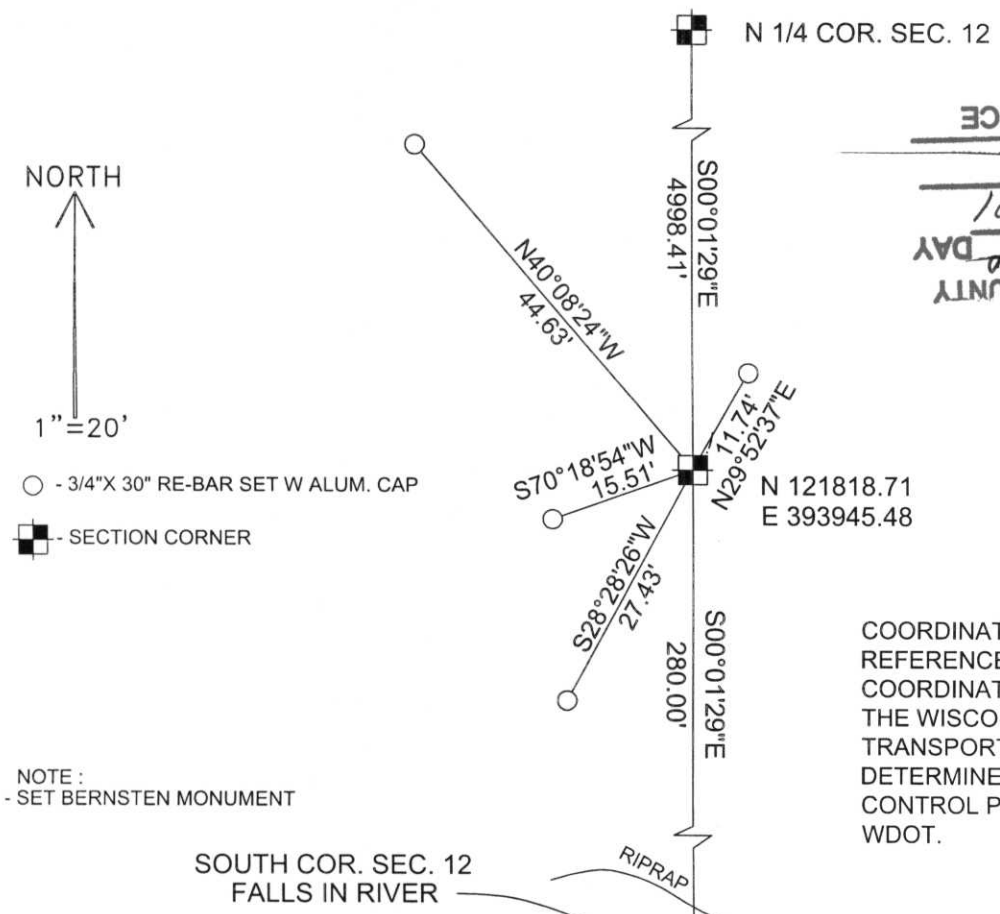 N 1/4 COR. SEC. 12
CE
DAY
UNTY
NORTH
1"=20'
S00°01'29"E
4998.41'
N40°08'24"W
44.63'
11.74'
N29°52'37"E
S70°18'54"W
15.51'
- 3/4"X 30" RE-BAR SET W ALUM. CAP
- SECTION CORNER
N 121818.71
E 393945.48
S28°28'26"W
27.43'
S00°01'29"E
280.00'
COORDINAT
REFERENCE
COORDINAT
THE WISCO
TRANSPORT
DETERMINE
CONTROL P
WDOT.
NOTE :
- SET BERNSTEN MONUMENT
SOUTH COR. SEC. 12
FALLS IN RIVER
RIPRAP